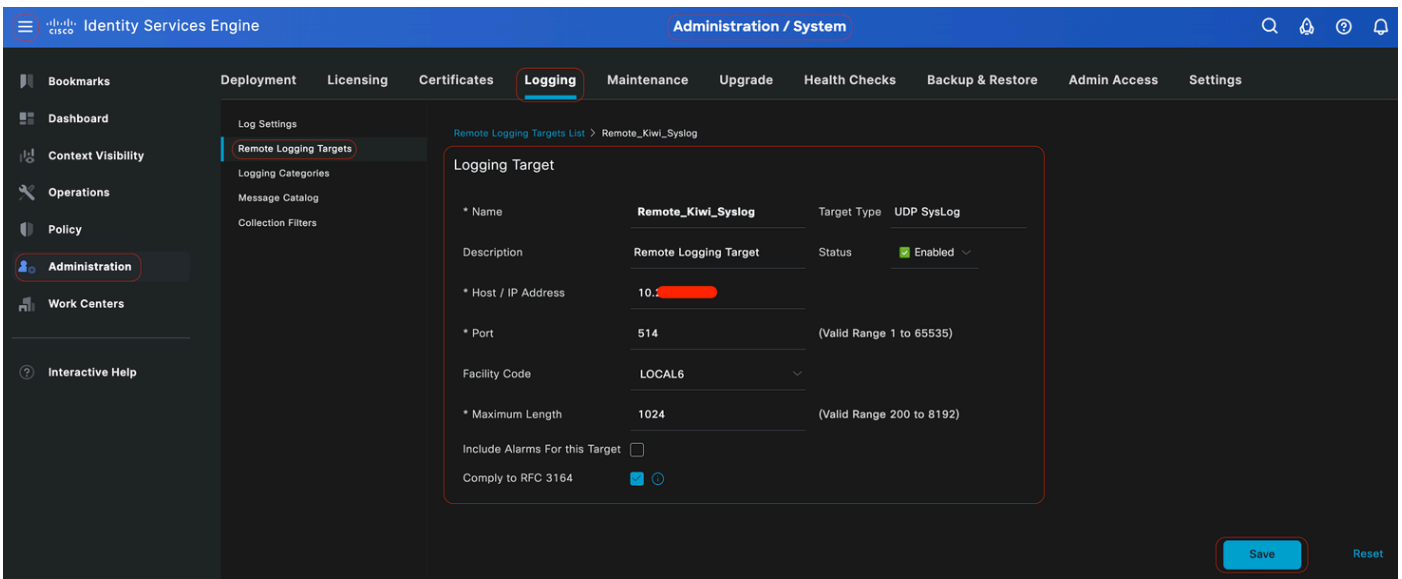 cisco Identity Services Engine
Administration / System
Bookmarks
Dashboard
Context Visibility
Operations
Policy
Administration
Work Centers
Interactive Help
Deployment Licensing Certificates Logging Maintenance Upgrade Health Checks Backup & Restore Admin Access Settings
Log Settings
Remote Logging Targets
Logging Categories
Message Catalog
Collection Filters
Remote Logging Targets List > Remote_Kiwi_Syslog
Logging Target
* Name Remote_Kiwi_Syslog Target Type UDP SysLog
Description Remote Logging Target Status Enabled
* Host / IP Address 10.
* Port 514 (Valid Range 1 to 65535)
Facility Code LOCAL6
* Maximum Length 1024 (Valid Range 200 to 8192)
Include Alarms For this Target
Comply to RFC 3164
Save Reset